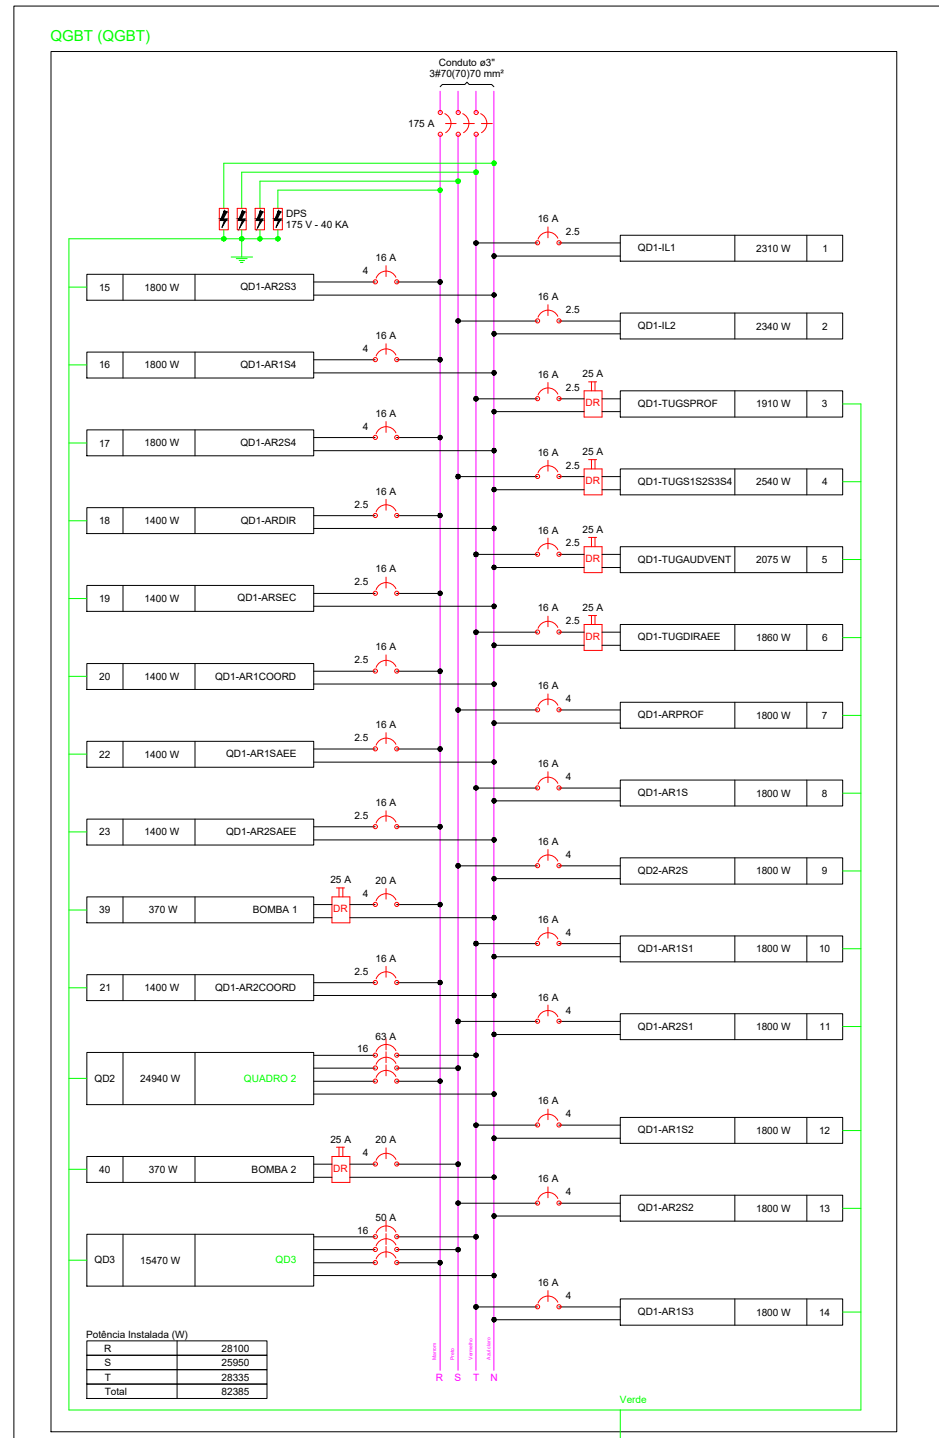 QGBT (QGBT)
Conduto ø3"
3#70(70)70 mm²
175 A
DPS
175 V - 40 KA
16 A
2.5
QD1-IL1 2310 W 1
16 A
4
15 1800 W QD1-AR2S3
16 A
2.5
QD1-IL2 2340 W 2
16 A
4
16 1800 W QD1-AR1S4
16 A 25 A
2.5
DR
QD1-TUGSPROF 1910 W 3
16 A
4
17 1800 W QD1-AR2S4
16 A 25 A
2.5
DR
QD1-TUGS1S2S3S4 2540 W 4
16 A
2.5
18 1400 W QD1-ARDIR
16 A 25 A
2.5
DR
QD1-TUGAUDVENT 2075 W 5
16 A
2.5
19 1400 W QD1-ARSEC
16 A 25 A
2.5
DR
QD1-TUGDIRAEE 1860 W 6
16 A
2.5
20 1400 W QD1-AR1COORD
16 A
4
QD1-ARPROF 1800 W 7
16 A
2.5
22 1400 W QD1-AR1SAEE
16 A
4
QD1-AR1S 1800 W 8
16 A
2.5
23 1400 W QD1-AR2SAEE
16 A
4
QD2-AR2S 1800 W 9
25 A 20 A
4
DR
39 370 W BOMBA 1
16 A
4
QD1-AR1S1 1800 W 10
16 A
2.5
21 1400 W QD1-AR2COORD
16 A
4
QD1-AR2S1 1800 W 11
63 A
16
QD2 24940 W QUADRO 2
16 A
4
QD1-AR1S2 1800 W 12
25 A 20 A
4
DR
40 370 W BOMBA 2
16 A
4
QD1-AR2S2 1800 W 13
50 A
16
QD3 15470 W QD3
16 A
4
QD1-AR1S3 1800 W 14
Potência Instalada (W)
R 28100
S 25950
T 28335
Total 82385
Marrom
Preto
Vermelho
Azul claro
R S T N
Verde